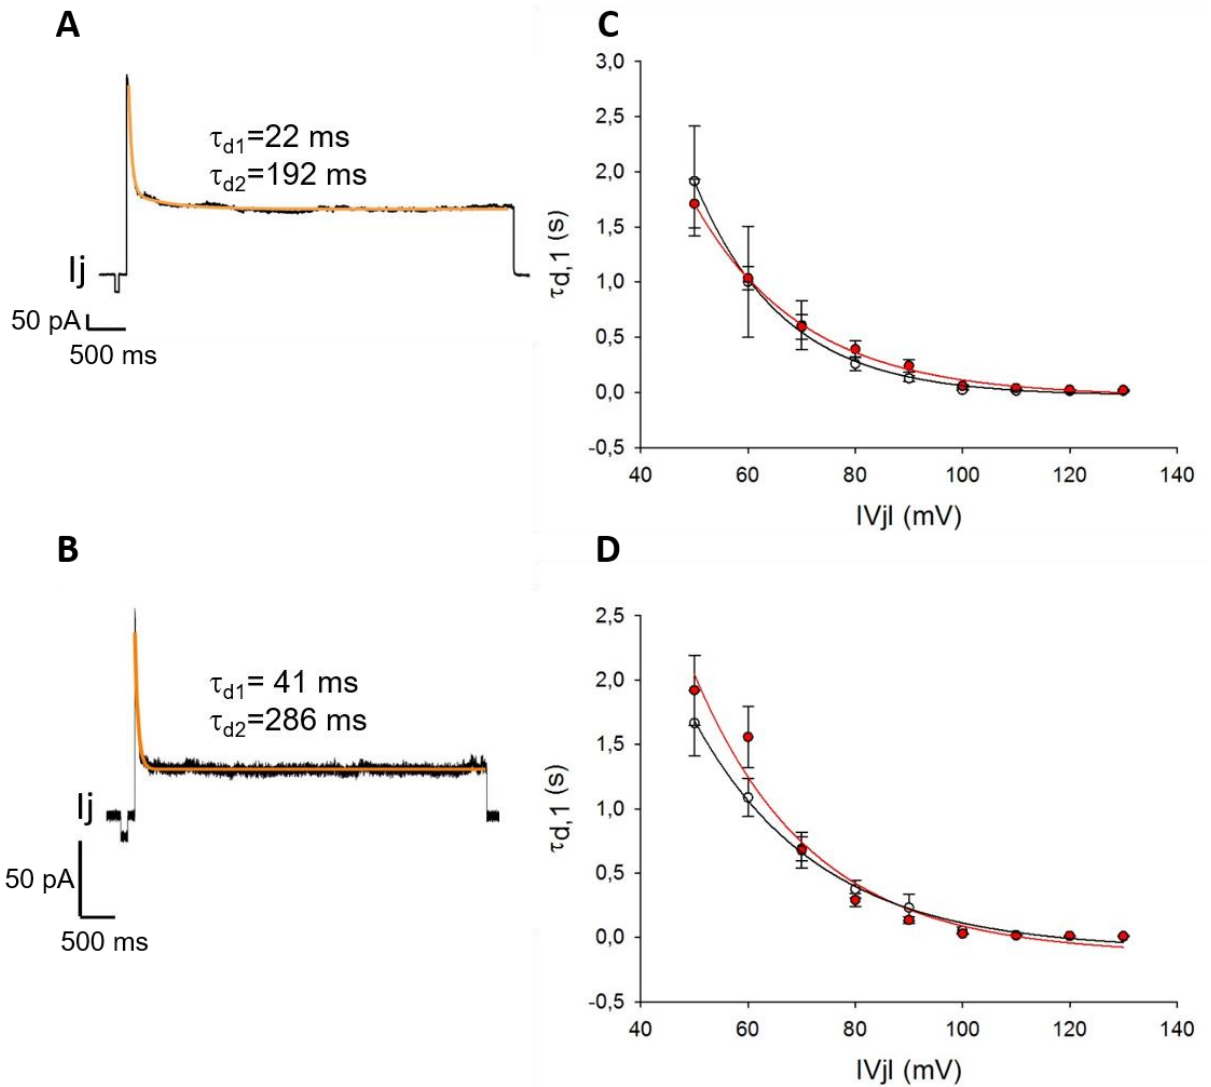 A
τd1=22 ms
τd2=192 ms
Ij
50 pA
500 ms
C
3,0
2,5
2,0
1,5
1,0
0,5
0,0
-0,5
τd,1 (s)
40 60 80 100 120 140
IVjI (mV)
B
τd1= 41 ms
τd2=286 ms
Ij
50 pA
500 ms
D
2,5
2,0
1,5
1,0
0,5
0,0
-0,5
τd,1 (s)
40 60 80 100 120 140
IVjI (mV)